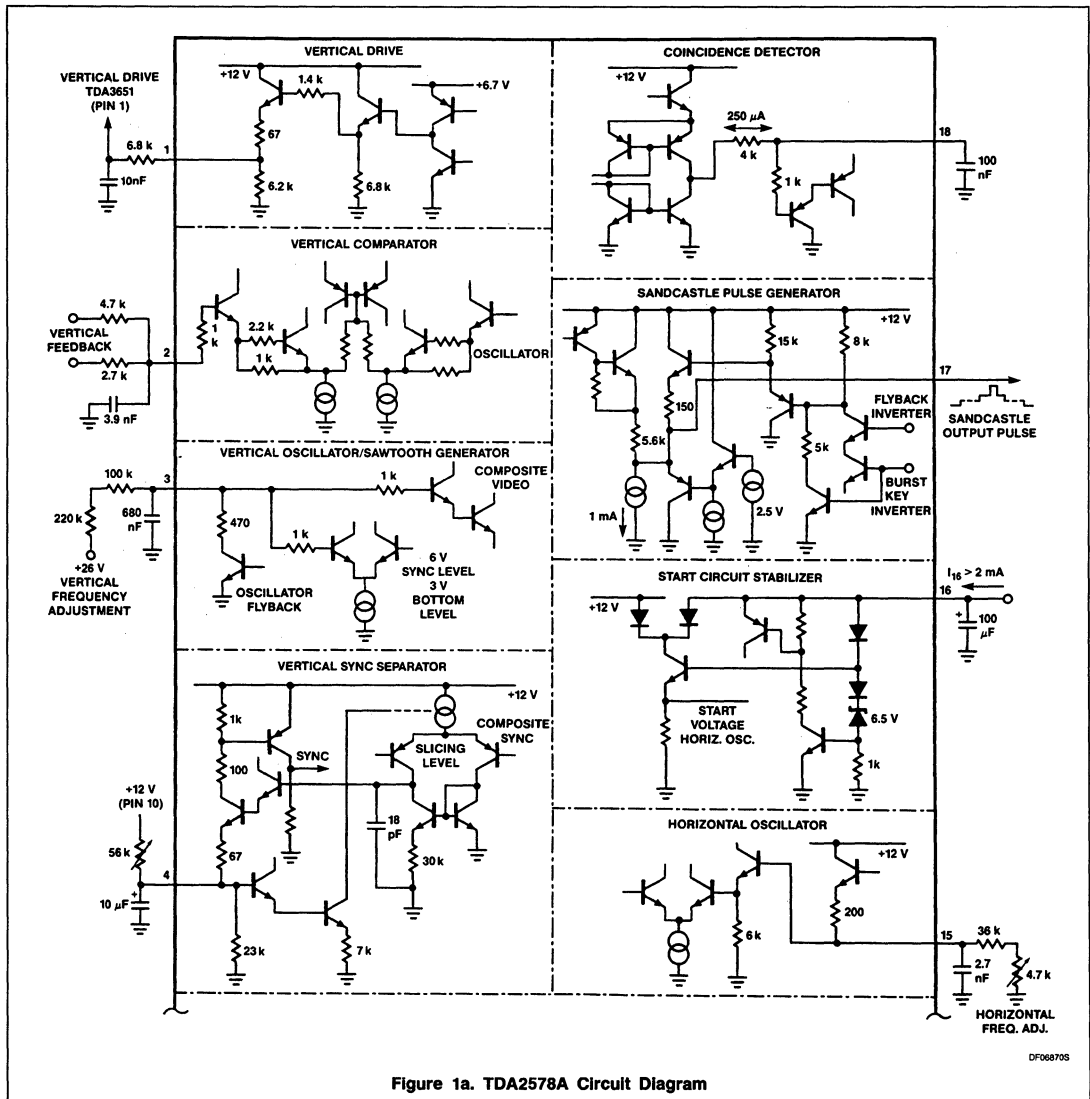 VERTICAL DRIVE
+12 V
1.4 k
+6.7 V
VERTICAL DRIVE
TDA3651
(PIN 1)
6.8 k
1
10nF
67
6.2 k
6.8 k
COINCIDENCE DETECTOR
+12 V
250 μA
4 k
18
100
nF
1 k
VERTICAL COMPARATOR
4.7 k
VERTICAL
FEEDBACK
2
2.7 k
3.9 nF
1
k
2.2 k
1 k
OSCILLATOR
SANDCASTLE PULSE GENERATOR
+12 V
15 k
8 k
17
SANDCASTLE
OUTPUT PULSE
150
5.6k
5k
FLYBACK
INVERTER
BURST
KEY
INVERTER
1 mA
2.5 V
VERTICAL OSCILLATOR/SAWTOOTH GENERATOR
100 k
3
220 k
680
nF
+26 V
VERTICAL
FREQUENCY
ADJUSTMENT
470
1 k
1 k
COMPOSITE
VIDEO
OSCILLATOR
FLYBACK
6 V
SYNC LEVEL
3 V
BOTTOM
LEVEL
START CIRCUIT STABILIZER
+12 V
I16 > 2 mA
16
+
100
μF
6.5 V
START
VOLTAGE
HORIZ. OSC.
1k
VERTICAL SYNC SEPARATOR
+12 V
1k
SYNC
100
SLICING
LEVEL
COMPOSITE
SYNC
+12 V
(PIN 10)
56 k
4
+
10 μF
67
18
pF
30 k
23 k
7 k
HORIZONTAL OSCILLATOR
+12 V
200
6 k
15
36 k
2.7
nF
4.7 k
HORIZONTAL
FREQ. ADJ.
DF06870S
Figure 1a. TDA2578A Circuit Diagram